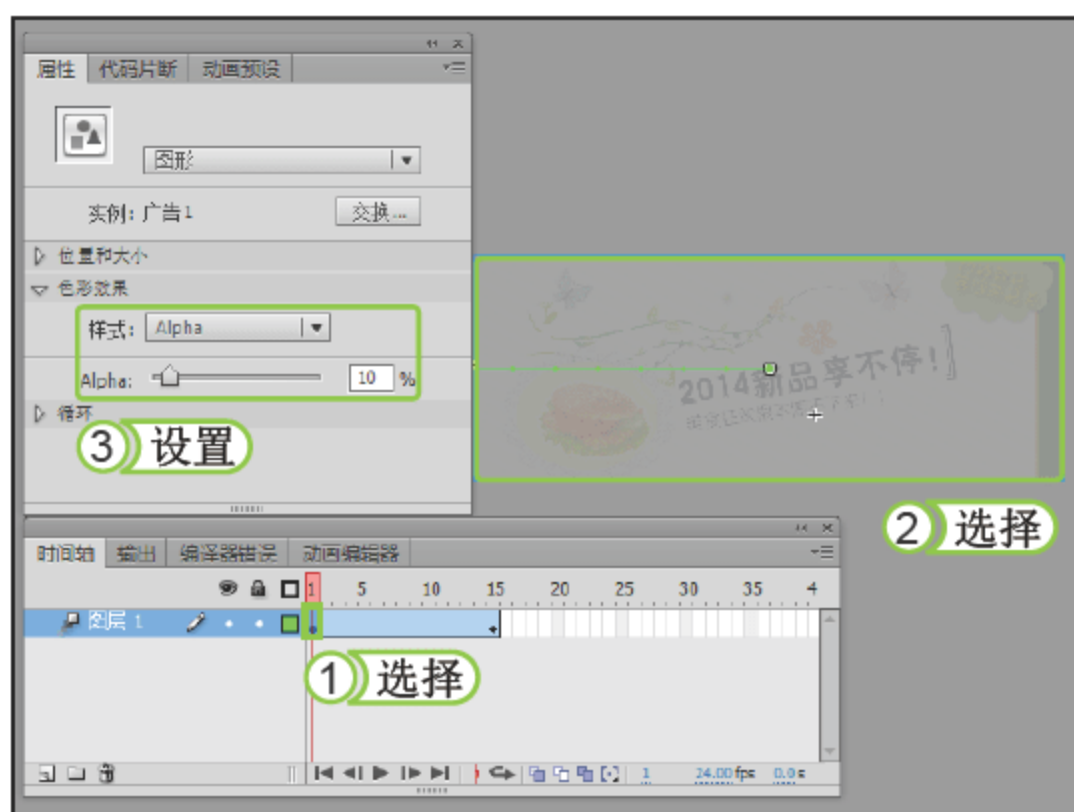 属性 代码片断 动画预设
图形
实例: 广告1 交换...
位置和大小
色彩效果
样式: Alpha
Alpha: 10 %
循环
③ 设置
2014新品享不停!
② 选择
时间轴 输出 编译器错误 动画编辑器
1 5 10 15 20 25 30 35 4
图层 1
① 选择
1 24.00 fps 0.0 s